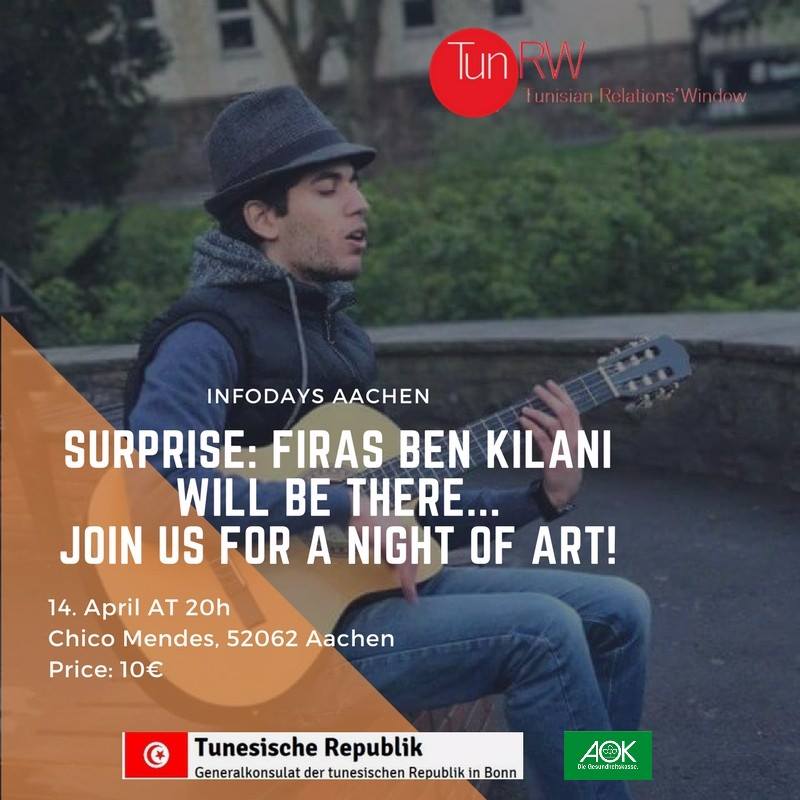 TunRW
Tunisian Relations'Window
INFODAYS AACHEN
SURPRISE: FIRAS BEN KILANI
WILL BE THERE...
JOIN US FOR A NIGHT OF ART!
14. April AT 20h
Chico Mendes, 52062 Aachen
Price: 10€
Tunesische Republik
Generalkonsulat der tunesischen Republik in Bonn
AOK
Die Gesundheitskasse.